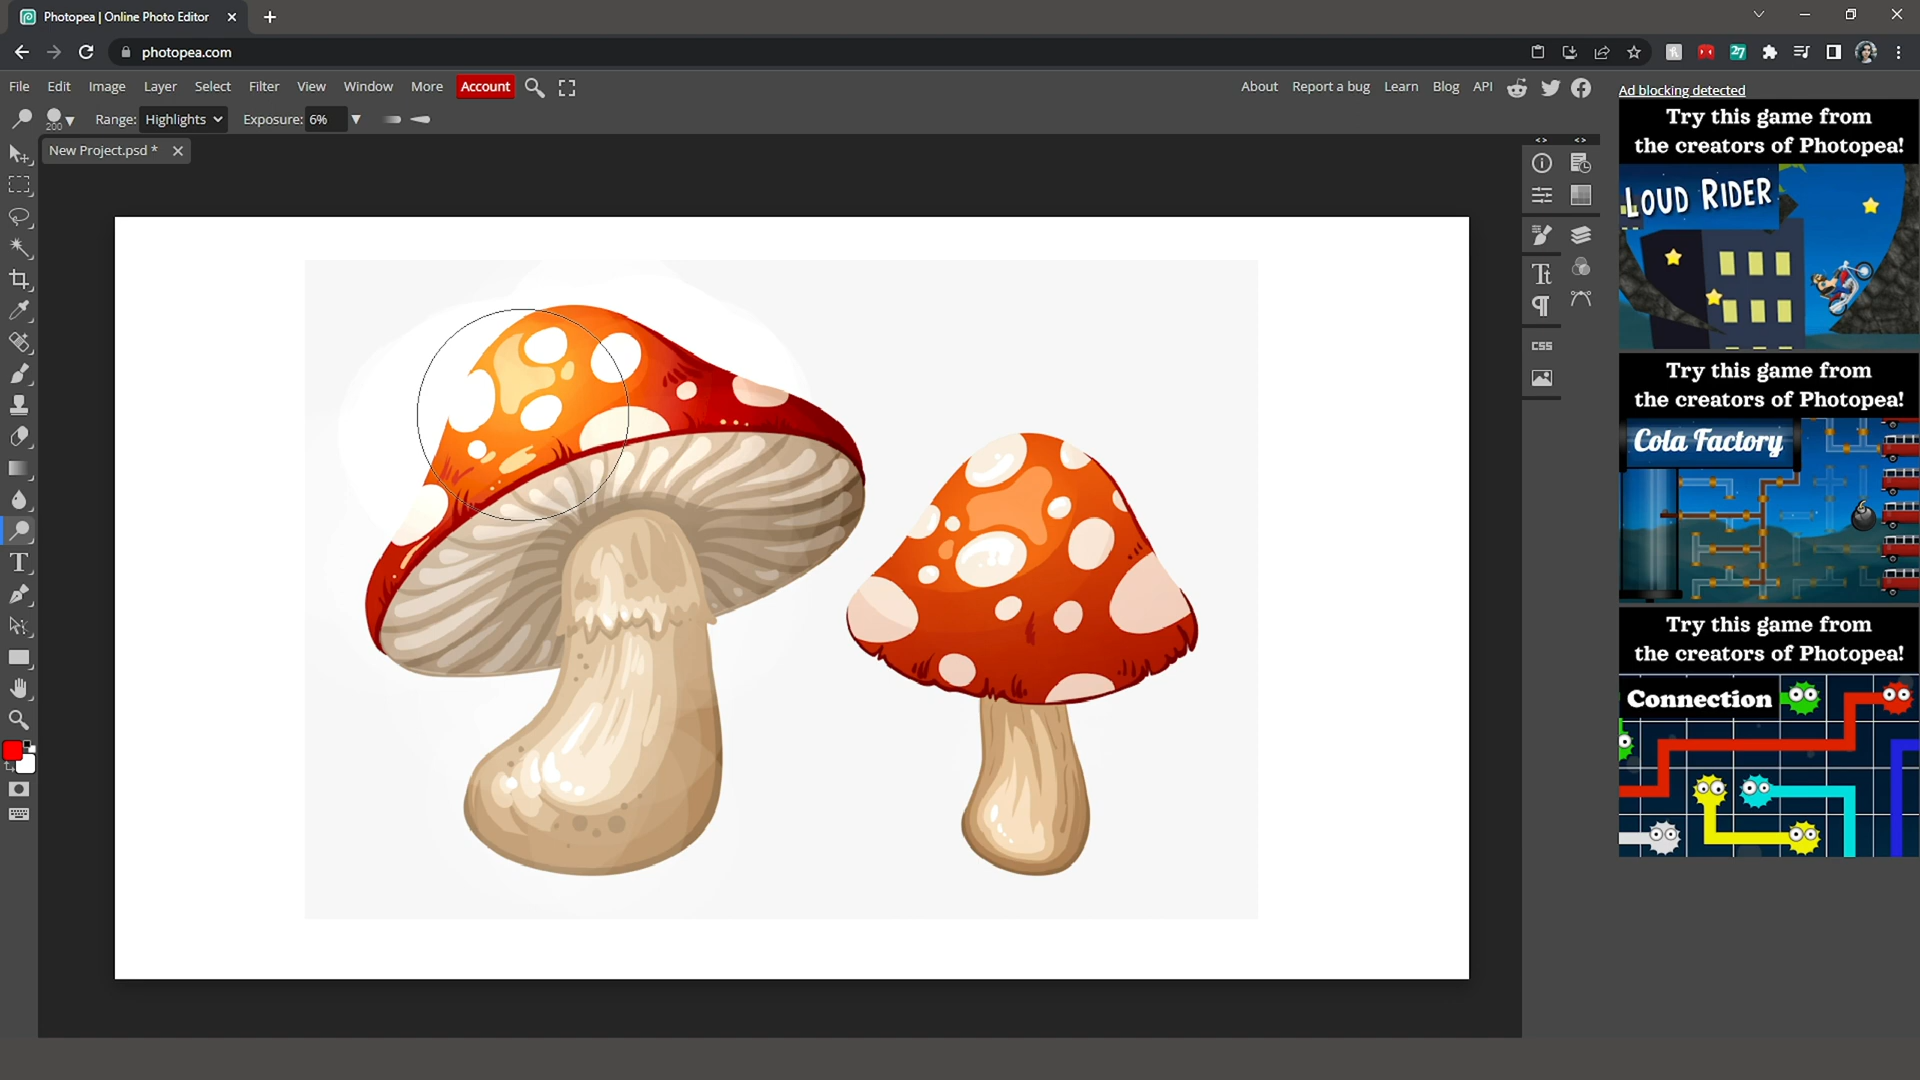 Photopea | Online Photo Editor
photopea.com
27
File Edit Image Layer Select Filter View Window More Account
About Report a bug Learn Blog API
200 Range: Highlights Exposure: 6%
New Project.psd *
CSS
Ad blocking detected
Try this game from
the creators of Photopea!
LOUD RIDER
Try this game from
the creators of Photopea!
Cola Factory
Try this game from
the creators of Photopea!
Connection